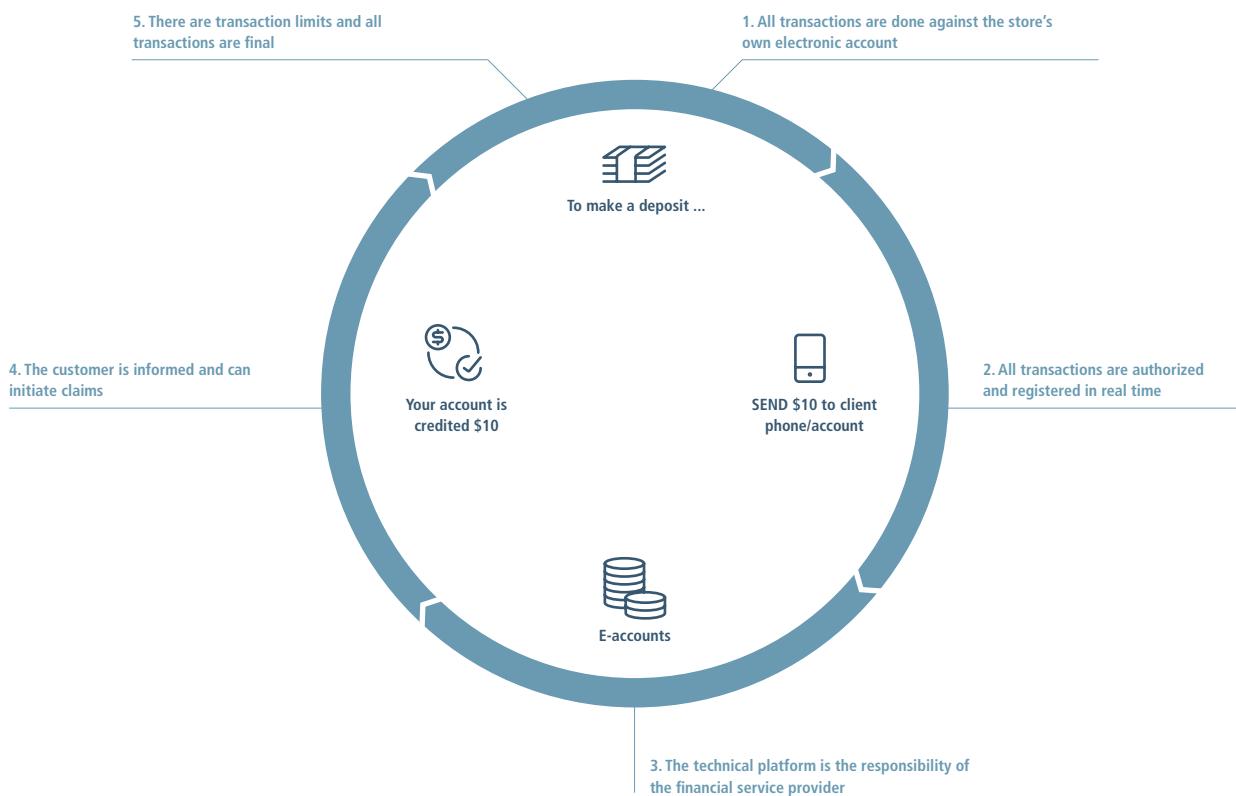 5. There are transaction limits and all
transactions are final
1. All transactions are done against the store’s
own electronic account
To make a deposit ...
4. The customer is informed and can
initiate claims
Your account is
credited $10
SEND $10 to client
phone/account
2. All transactions are authorized
and registered in real time
E-accounts
3. The technical platform is the responsibility of
the financial service provider